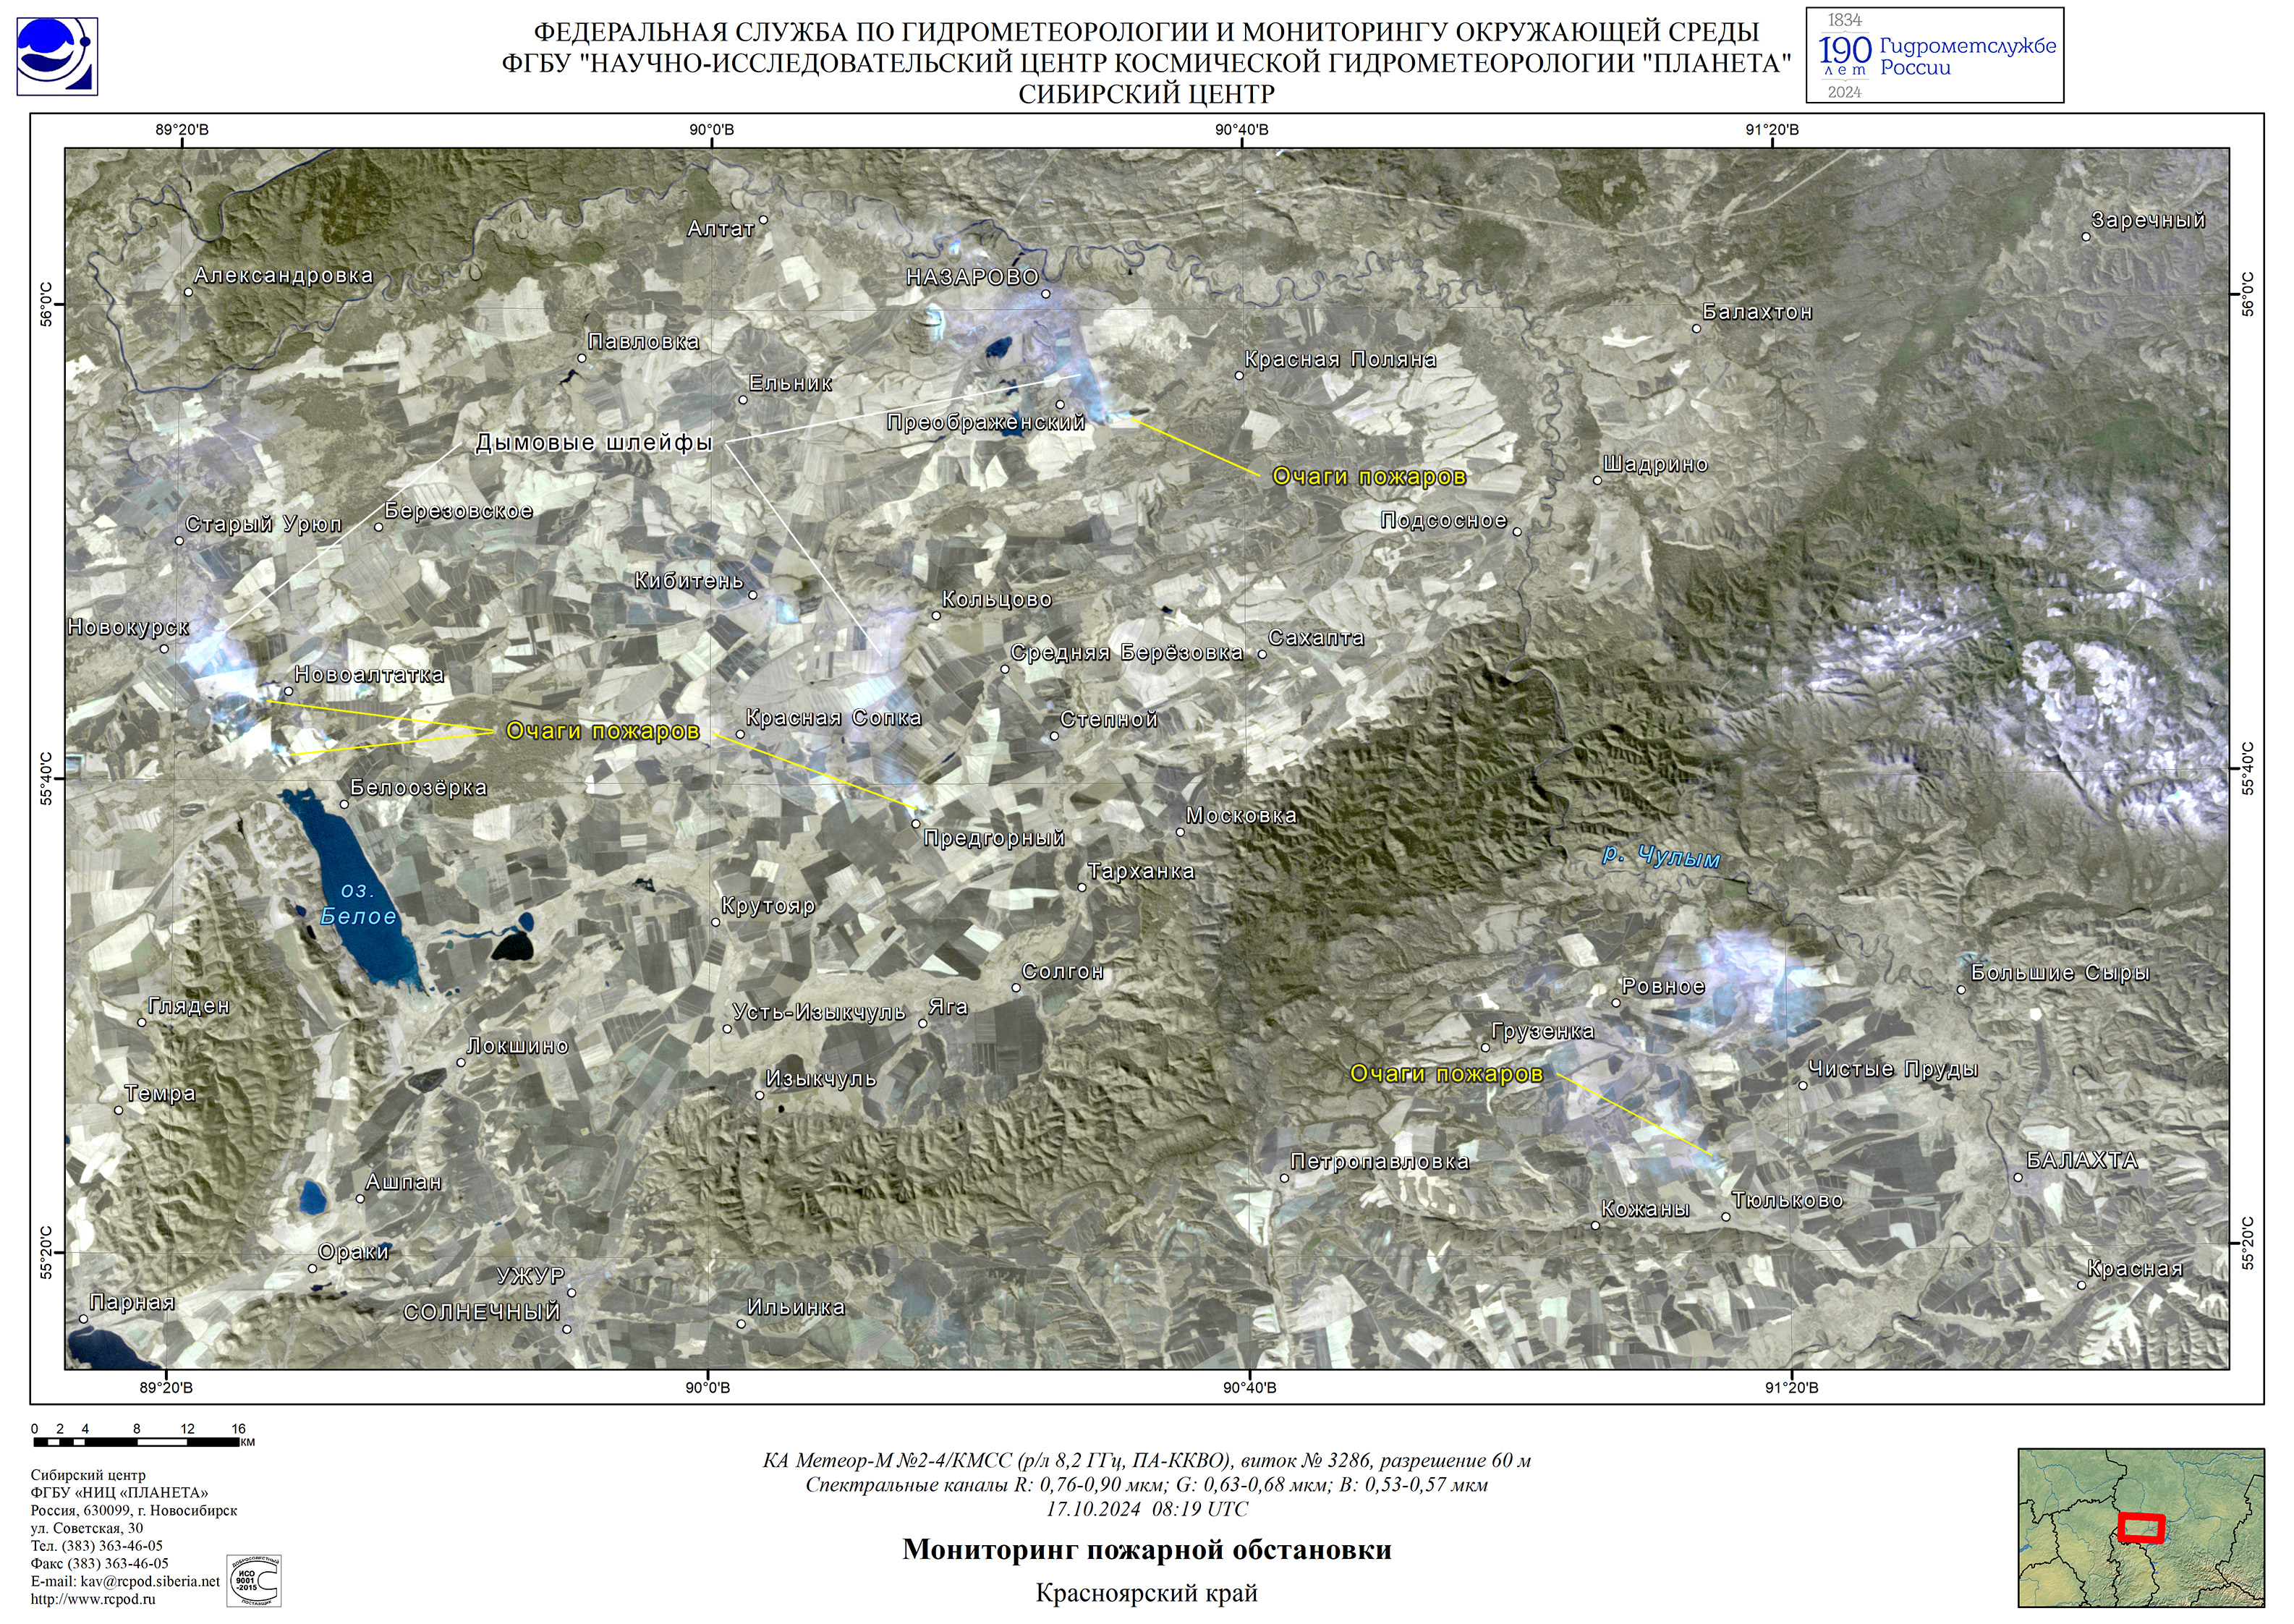 ФЕДЕРАЛЬНАЯ СЛУЖБА ПО ГИДРОМЕТЕОРОЛОГИИ И МОНИТОРИНГУ ОКРУЖАЮЩЕЙ СРЕДЫ
ФГБУ "НАУЧНО-ИССЛЕДОВАТЕЛЬСКИЙ ЦЕНТР КОСМИЧЕСКОЙ ГИДРОМЕТЕОРОЛОГИИ "ПЛАНЕТА"
СИБИРСКИЙ ЦЕНТР
1834
190 Гидрометслужбе
лет России
2024
89°20'В 90°0'В 90°40'В 91°20'В
Заречный
Алтат
Александровка
НАЗАРОВО
56°0'С 56°0'С
Балахтон
Павловка
Красная Поляна
Ельник
Преображенский
Дымовые шлейфы
Шадрино
Очаги пожаров
Березовское
Старый Урюп
Подсосное
Кибитень
Кольцово
Новокурск
Сахапта
Средняя Берёзовка
Новоалтатка
Красная Сопка
Степной
Очаги пожаров
55°40'С 55°40'С
Белоозёрка
Московка
Предгорный
р. Чулым
Тарханка
оз.
Белое
Крутояр
Солгон
Большие Сыры
Ровное
Гляден
Усть-Изыкчуль
Яга
Грузенка
Локшино
Чистые Пруды
Очаги пожаров
Изыкчуль
Темра
Петропавловка
БАЛАХТА
Ашпан
Тюльково
Кожаны
55°20'С 55°20'С
Ораки
Красная
УЖУР
Парная
СОЛНЕЧНЫЙ
Ильинка
89°20'В 90°0'В 90°40'В 91°20'В
0 2 4 8 12 16
км
КА Метеор-М №2-4/КМСС (р/л 8,2 ГГц, ПА-ККВО), виток № 3286, разрешение 60 м
Спектральные каналы R: 0,76-0,90 мкм; G: 0,63-0,68 мкм; B: 0,53-0,57 мкм
17.10.2024 08:19 UTC
Мониторинг пожарной обстановки
Красноярский край
Сибирский центр
ФГБУ «НИЦ «ПЛАНЕТА»
Россия, 630099, г. Новосибирск
ул. Советская, 30
Тел. (383) 363-46-05
Факс (383) 363-46-05
E-mail: kav@rcpod.siberia.net
http://www.rcpod.ru
ДОБРОСОВЕСТНЫЙ
ИСО
9001
-2015
ПОСТАВЩИК